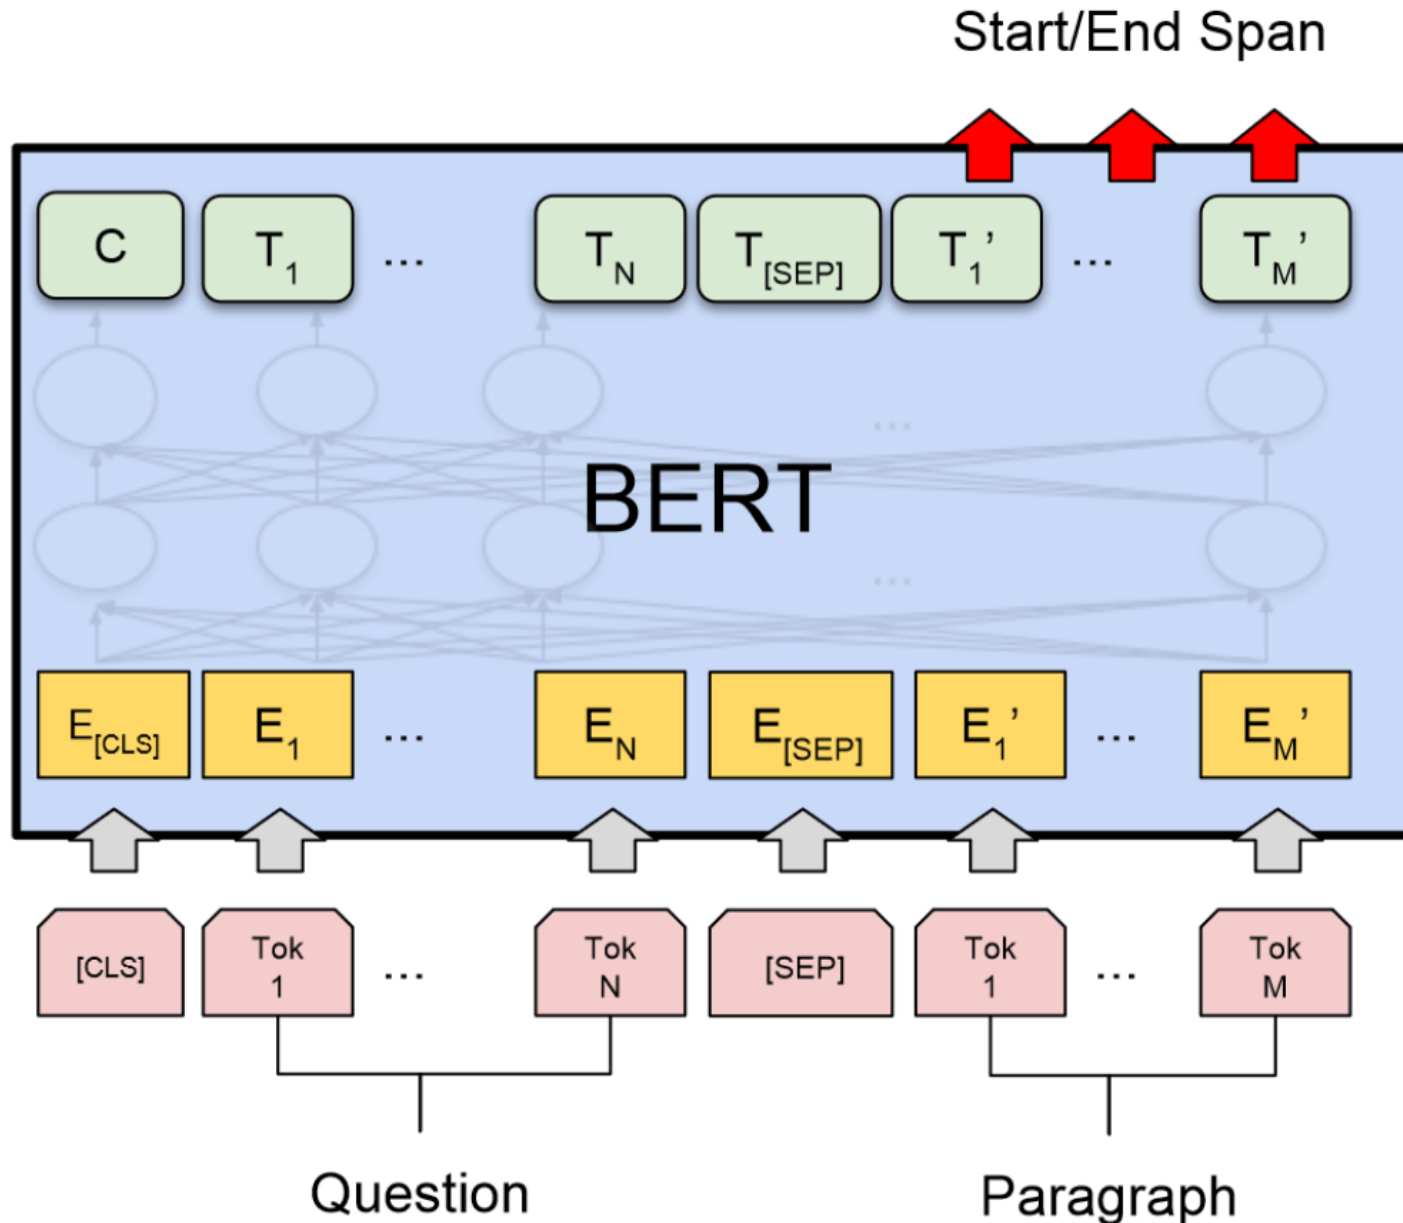 Start/End Span
C T1 ... TN T[SEP] T1’ ... TM’
...
BERT
...
E[CLS] E1 ... EN E[SEP] E1’ ... EM’
[CLS] Tok 1 ... Tok N [SEP] Tok 1 ... Tok M
Question Paragraph